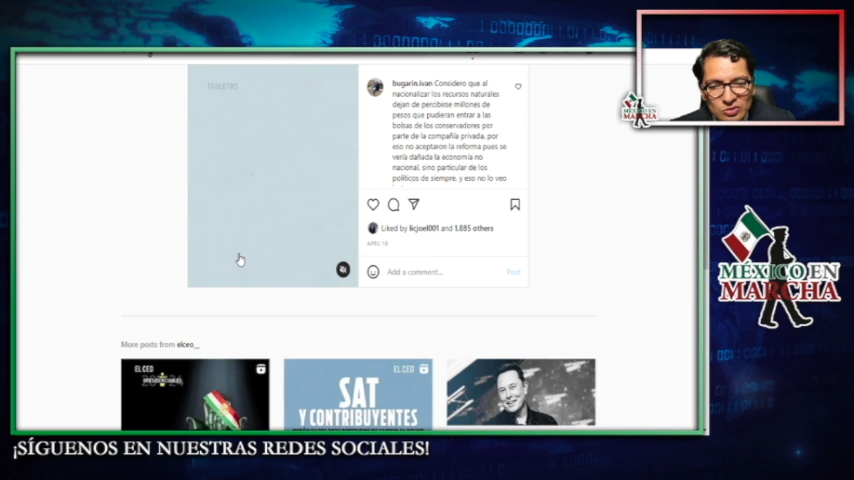 bugarin.ivan Considero que al
nacionalizar los recursos naturales
dejan de percibirse millones de
pesos que pudieran entrar a las
bolsas de los conservadores por
parte de la compañía privada, por
eso no aceptaron la reforma pues se
vería dañada la economía no
nacional, sino particular de los
políticos de siempre, y eso no lo veo
Liked by licjoel001 and 1,885 others
APRIL 18
Add a comment...
Post
More posts from elceo_
EL CEO
SAT
Y CONTRIBUYENTES
EL CEO
MÉXICO EN
MARCHA
MÉXICO EN
MARCHA
¡SÍGUENOS EN NUESTRAS REDES SOCIALES!